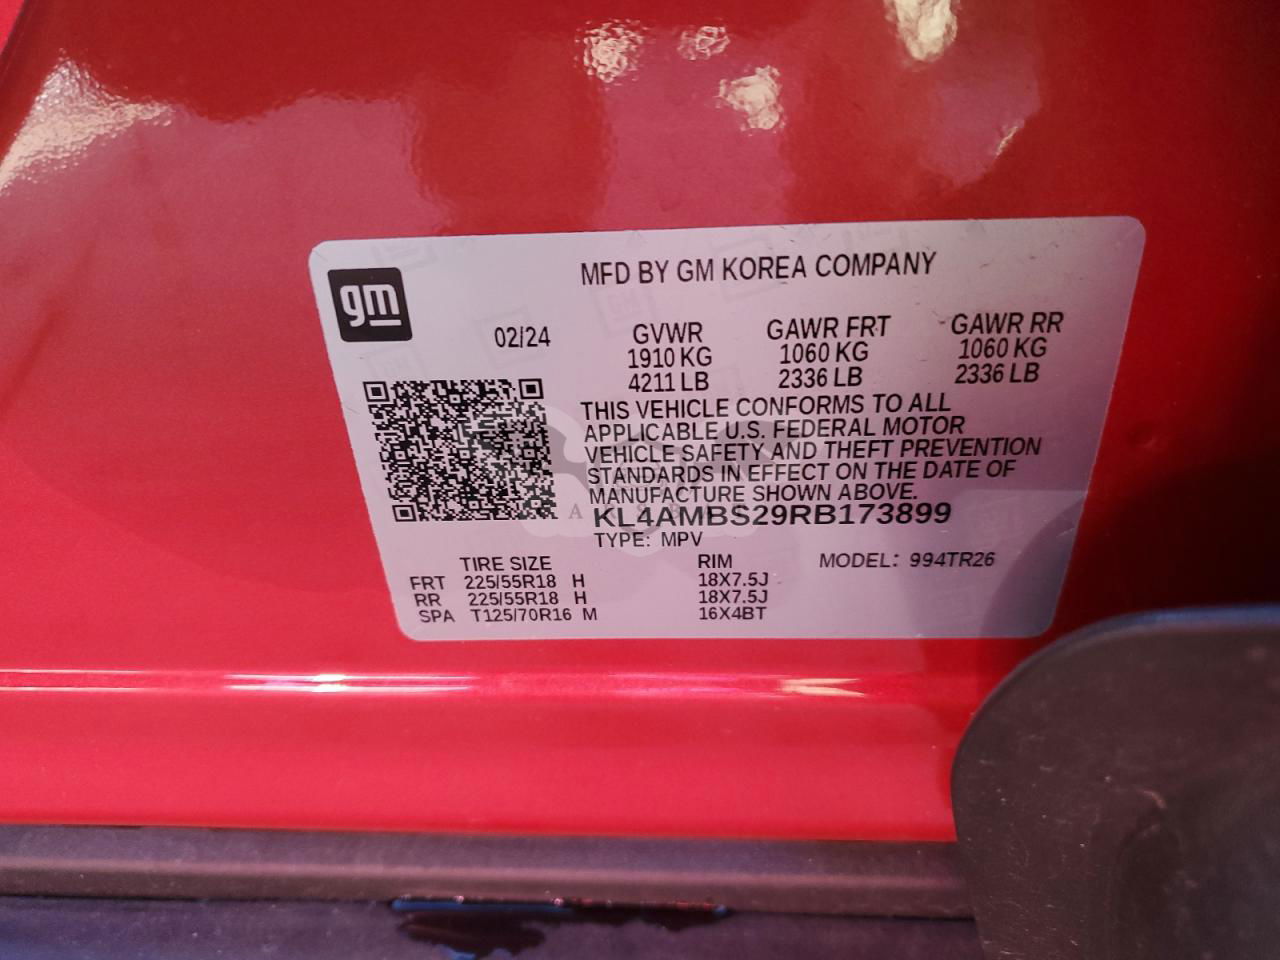 gm
MFD BY GM KOREA COMPANY
02/24
GVWR GAWR FRT GAWR RR
1910 KG 1060 KG 1060 KG
4211 LB 2336 LB 2336 LB
THIS VEHICLE CONFORMS TO ALL
APPLICABLE U.S. FEDERAL MOTOR
VEHICLE SAFETY AND THEFT PREVENTION
STANDARDS IN EFFECT ON THE DATE OF
MANUFACTURE SHOWN ABOVE.
KL4AMBS29RB173899
TYPE: MPV
TIRE SIZE RIM MODEL: 994TR26
FRT 225/55R18 H 18X7.5J
RR 225/55R18 H 18X7.5J
SPA T125/70R16 M 16X4BT